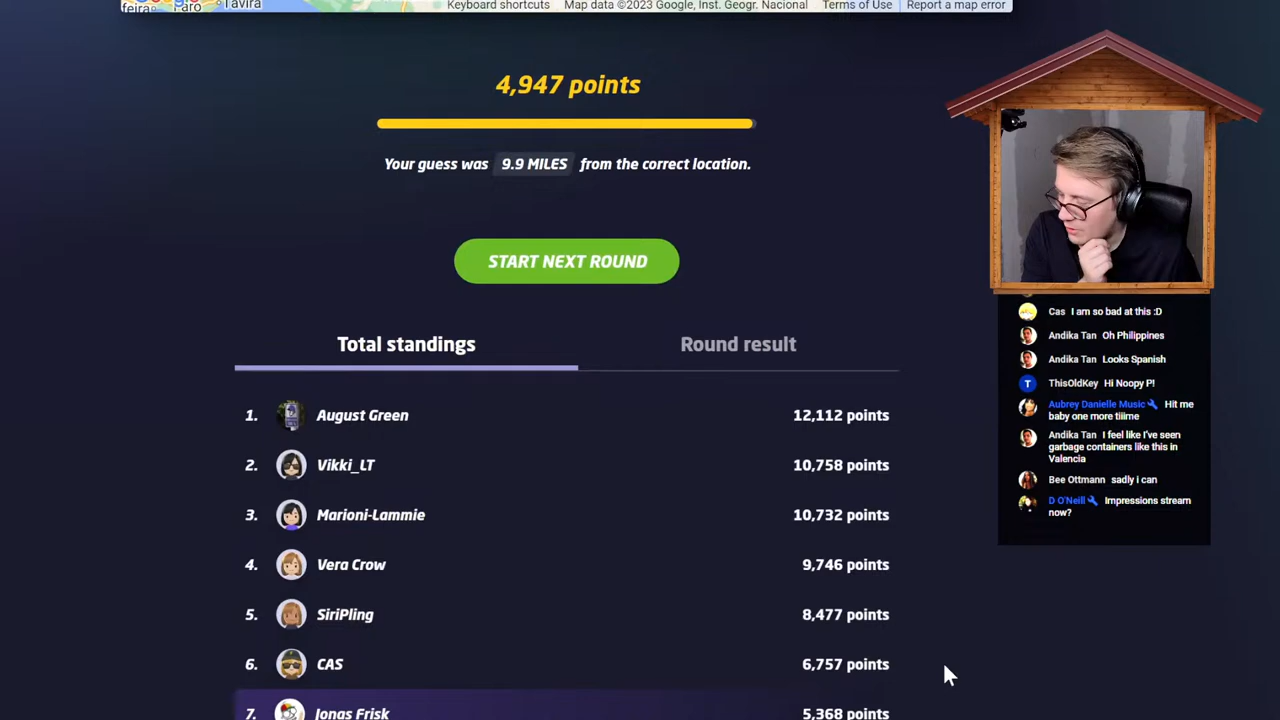 feira
Faro
Tavira
Keyboard shortcuts
Map data ©2023 Google, Inst. Geogr. Nacional
Terms of Use
Report a map error
4,947 points
Your guess was 9.9 MILES from the correct location.
START NEXT ROUND
Total standings
Round result
1. August Green 12,112 points
2. Vikki_LT 10,758 points
3. Marioni-Lammie 10,732 points
4. Vera Crow 9,746 points
5. SiriPling 8,477 points
6. CAS 6,757 points
7. Jonas Frisk 5,368 points
Cas I am so bad at this :D
Andika Tan Oh Philippines
Andika Tan Looks Spanish
T ThisOldKey Hi Noopy P!
Aubrey Danielle Music Hit me
baby one more tiiime
Andika Tan I feel like I've seen
garbage containers like this in
Valencia
Bee Ottmann sadly i can
D O'Neill Impressions stream
now?